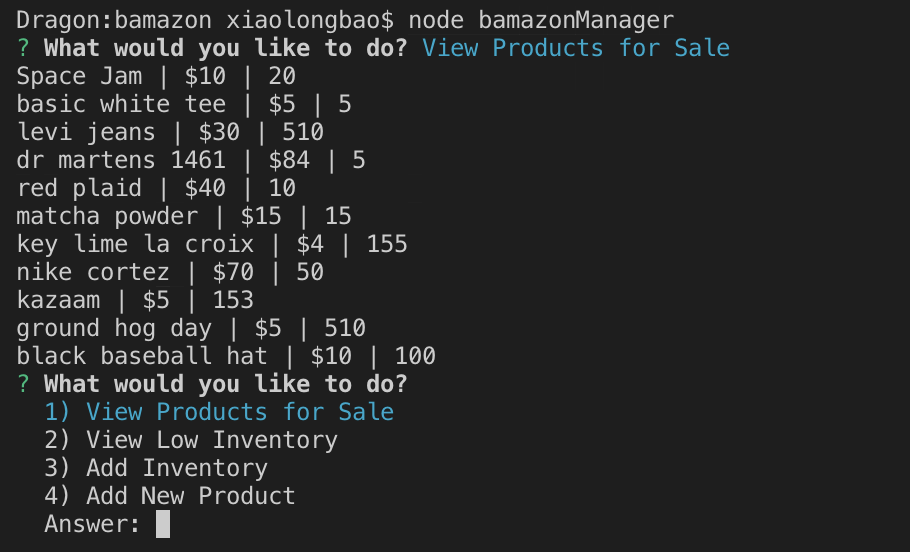 Dragon:bamazon xiaolongbao$ node bamazonManager
? What would you like to do? View Products for Sale
Space Jam | $10 | 20
basic white tee | $5 | 5
levi jeans | $30 | 510
dr martens 1461 | $84 | 5
red plaid | $40 | 10
matcha powder | $15 | 15
key lime la croix | $4 | 155
nike cortez | $70 | 50
kazaam | $5 | 153
ground hog day | $5 | 510
black baseball hat | $10 | 100
? What would you like to do?
1) View Products for Sale
2) View Low Inventory
3) Add Inventory
4) Add New Product
Answer: